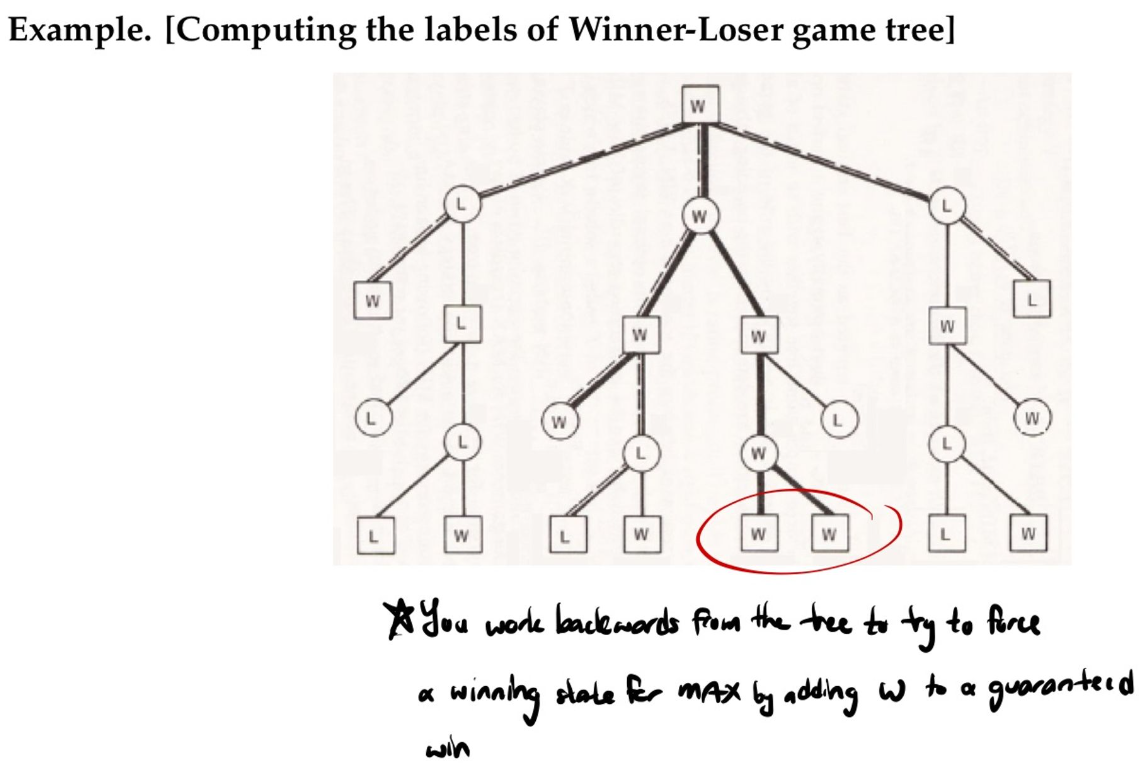 Example. [Computing the labels of Winner-Loser game tree]
W
L W L
W L W W W L
L L W L W L L W
L W L W W W L W
☆ You work backwards from the tree to try to force
a winning state for MAX by adding W to a guaranteed
win